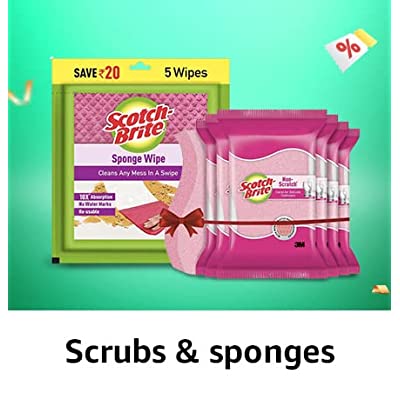 %
SAVE ₹20 5 Wipes
Scotch-
Brite
Sponge Wipe
Cleans Any Mess In A Swipe
10X Absorption
No Water Marks
Re-usable
Scotch-
Brite
Non-
Scratch
3M
Scrubs & sponges